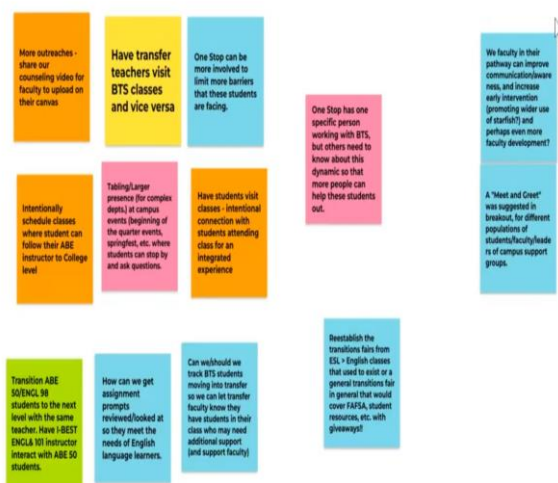 More outreaches -
share our
counseling video for
faculty to upload on
their canvas
Have transfer
teachers visit
BTS classes
and vice versa
One Stop can be
more involved to
limit more barriers
that these
students are
facing.
One Stop has one
specific person
working with BTS,
but others need to
know about this
dynamic so that
more people can
help these students
out.
We faculty in their
pathway can improve
communication/aware
ness, and increase
early intervention
(promoting wider use
of starfish?) and
perhaps even more
faculty development?
Intentionally
schedule classes
where student can
follow their ABE
instructor to College
level
Tabling/Larger
presence (for complex
depts.) at campus
events (beginning of
the quarter events,
springfest, etc. where
students can stop by
and ask questions.
Have students visit
classes - intentional
connection with
students attending
class for an
integrated
experience
A "Meet and Greet"
was suggested in
breakout, for different
populations of
students/faculty/leade
rs of campus support
groups.
Transition ABE
50/ENGL 98
students to the next
level with the same
teacher. Have I-BEST
ENGL& 101 instructor
interact with ABE 50
students.
How can we get
assignment
prompts
reviewed/looked at
so they meet the
needs of English
language learners.
Can we/should we
track BTS students
moving into transfer
so we can let transfer
faculty know they
have students in their
class who may need
additional support
(and support faculty)
Reestablish the
transitions fairs from
ESL > English classes
that used to exist or a
general transitions fair
in general that would
cover FAFSA, student
resources, etc. with
giveaways!!